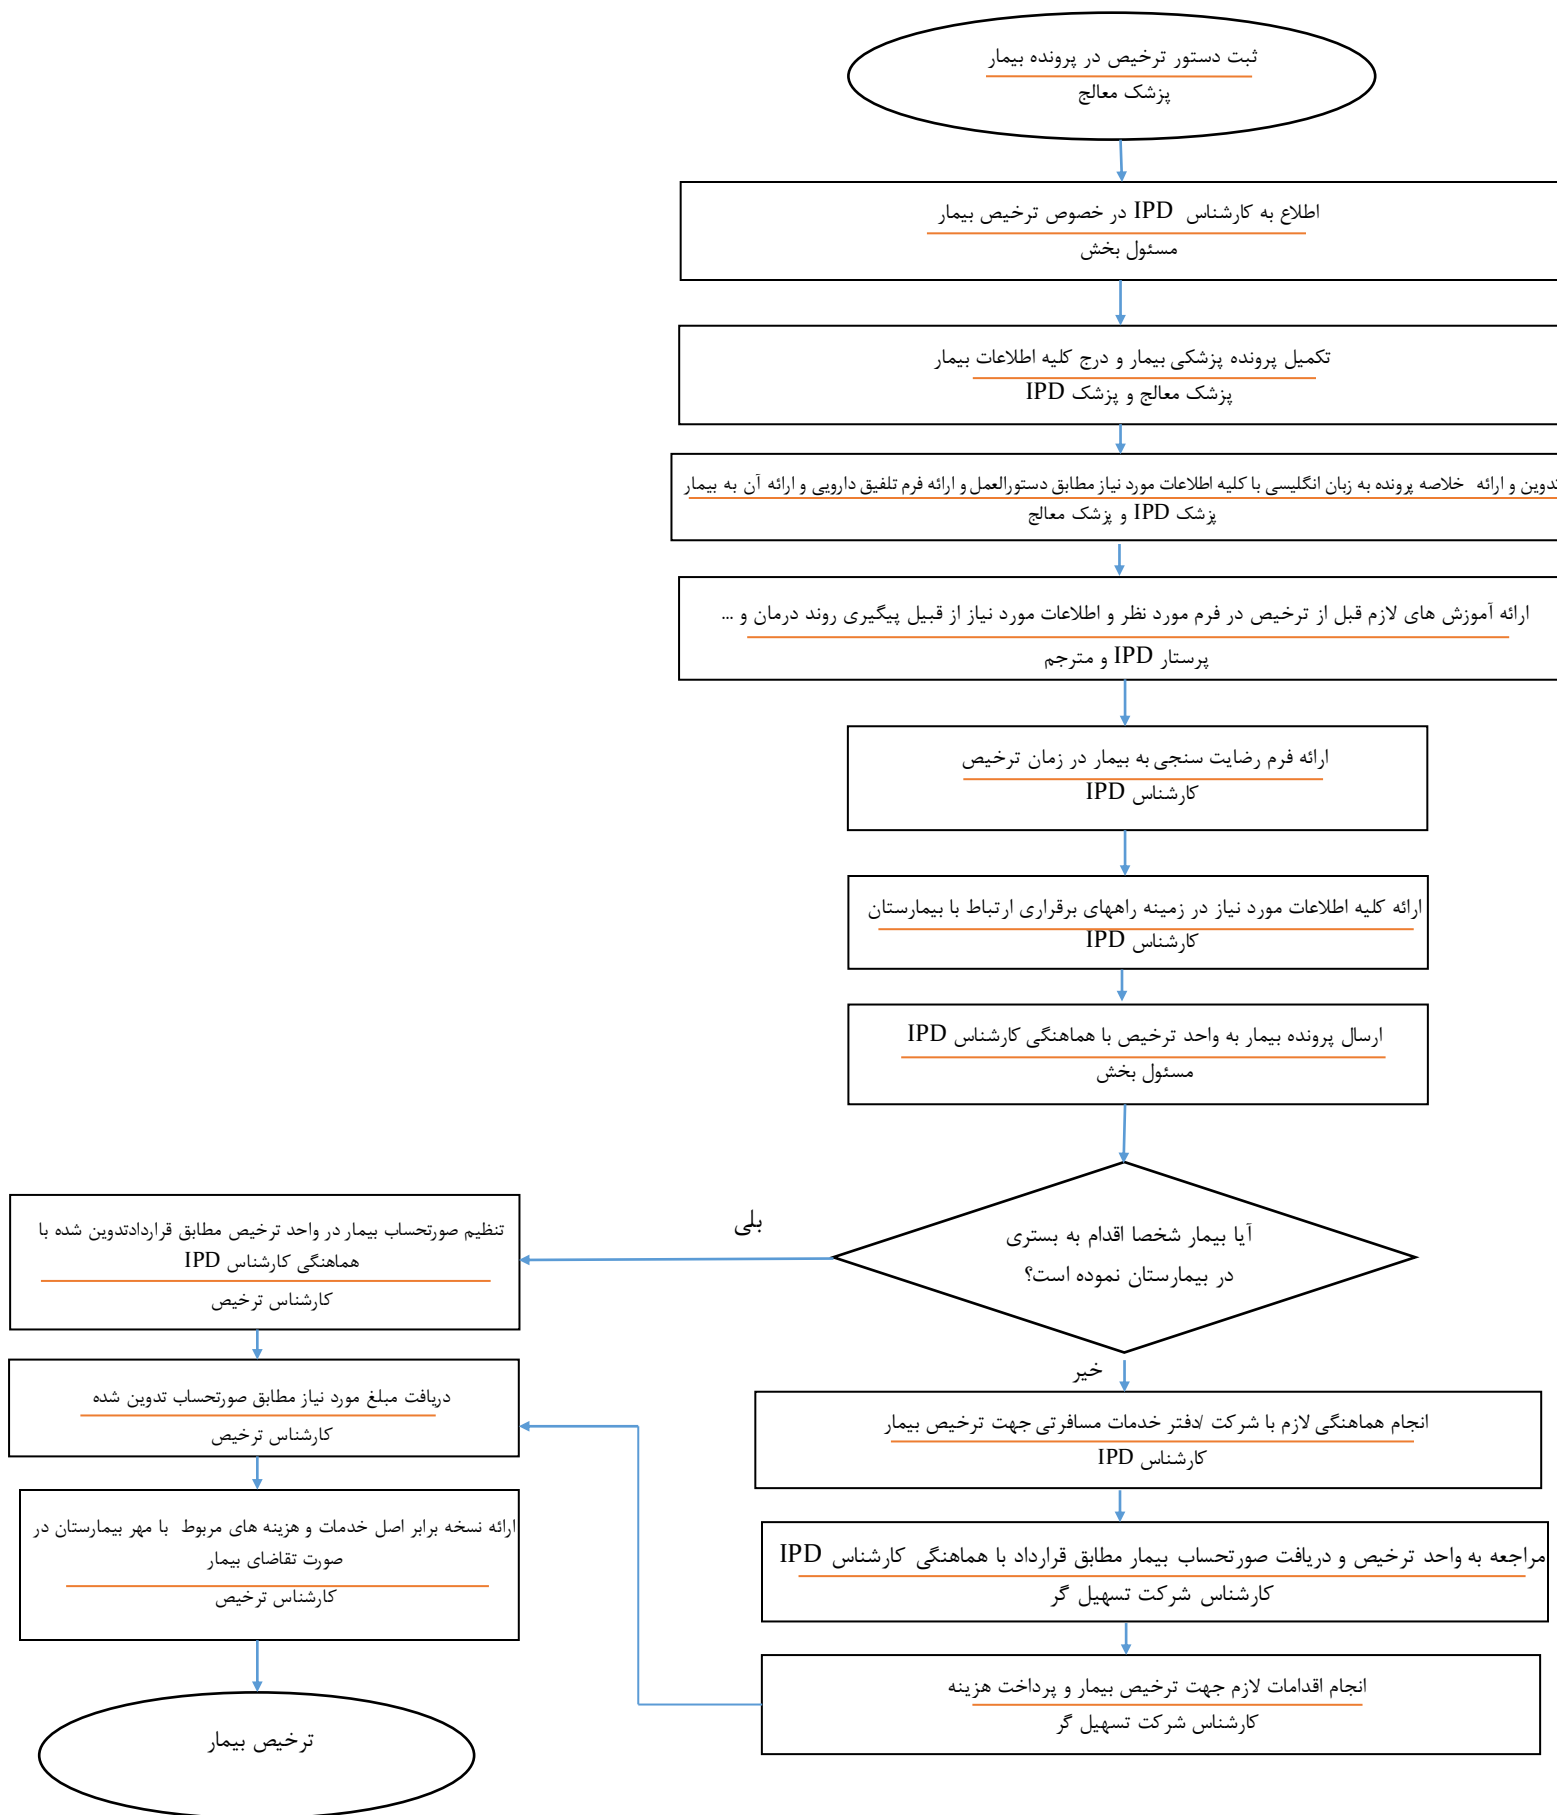 ثبت دستور ترخیص در پرونده بیمار
پزشک معالج
اطلاع به کارشناس IPD در خصوص ترخیص بیمار
مسئول بخش
تکمیل پرونده پزشکی بیمار و درج کلیه اطلاعات بیمار
پزشک معالج و پزشک IPD
تدوین و ارائه خلاصه پرونده به زبان انگلیسی با کلیه اطلاعات مورد نیاز مطابق دستورالعمل و ارائه فرم تلفیق دارویی و ارائه آن به بیمار
پزشک IPD و پزشک معالج
ارائه آموزش های لازم قبل از ترخیص در فرم مورد نظر و اطلاعات مورد نیاز از قبیل پیگیری روند درمان و ...
پرستار IPD و مترجم
ارائه فرم رضایت سنجی به بیمار در زمان ترخیص
کارشناس IPD
ارائه کلیه اطلاعات مورد نیاز در زمینه راههای برقراری ارتباط با بیمارستان
کارشناس IPD
ارسال پرونده بیمار به واحد ترخیص با هماهنگی کارشناس IPD
مسئول بخش
آیا بیمار شخصا اقدام به بستری
در بیمارستان نموده است؟
بلی
تنظیم صورتحساب بیمار در واحد ترخیص مطابق قراردادتدوین شده با
هماهنگی کارشناس IPD
کارشناس ترخیص
دریافت مبلغ مورد نیاز مطابق صورتحساب تدوین شده
کارشناس ترخیص
ارائه نسخه برابر اصل خدمات و هزینه های مربوط با مهر بیمارستان در
صورت تقاضای بیمار
کارشناس ترخیص
ترخیص بیمار
خیر
انجام هماهنگی لازم با شرکت /دفتر خدمات مسافرتی جهت ترخیص بیمار
کارشناس IPD
مراجعه به واحد ترخیص و دریافت صورتحساب بیمار مطابق قرارداد با هماهنگی کارشناس IPD
کارشناس شرکت تسهیل گر
انجام اقدامات لازم جهت ترخیص بیمار و پرداخت هزینه
کارشناس شرکت تسهیل گر